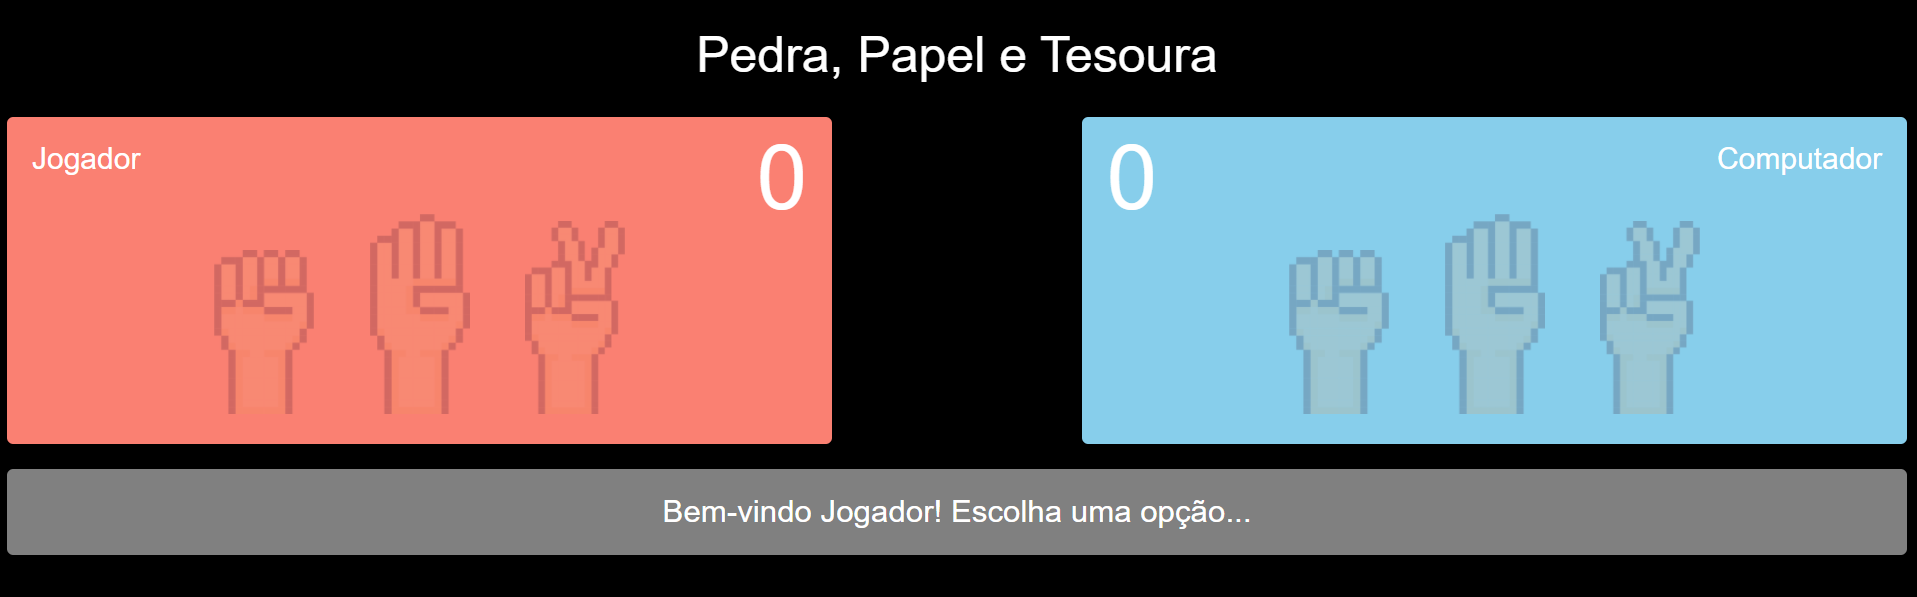 Pedra, Papel e Tesoura
Jogador
0
0
Computador
Bem-vindo Jogador! Escolha uma opção...